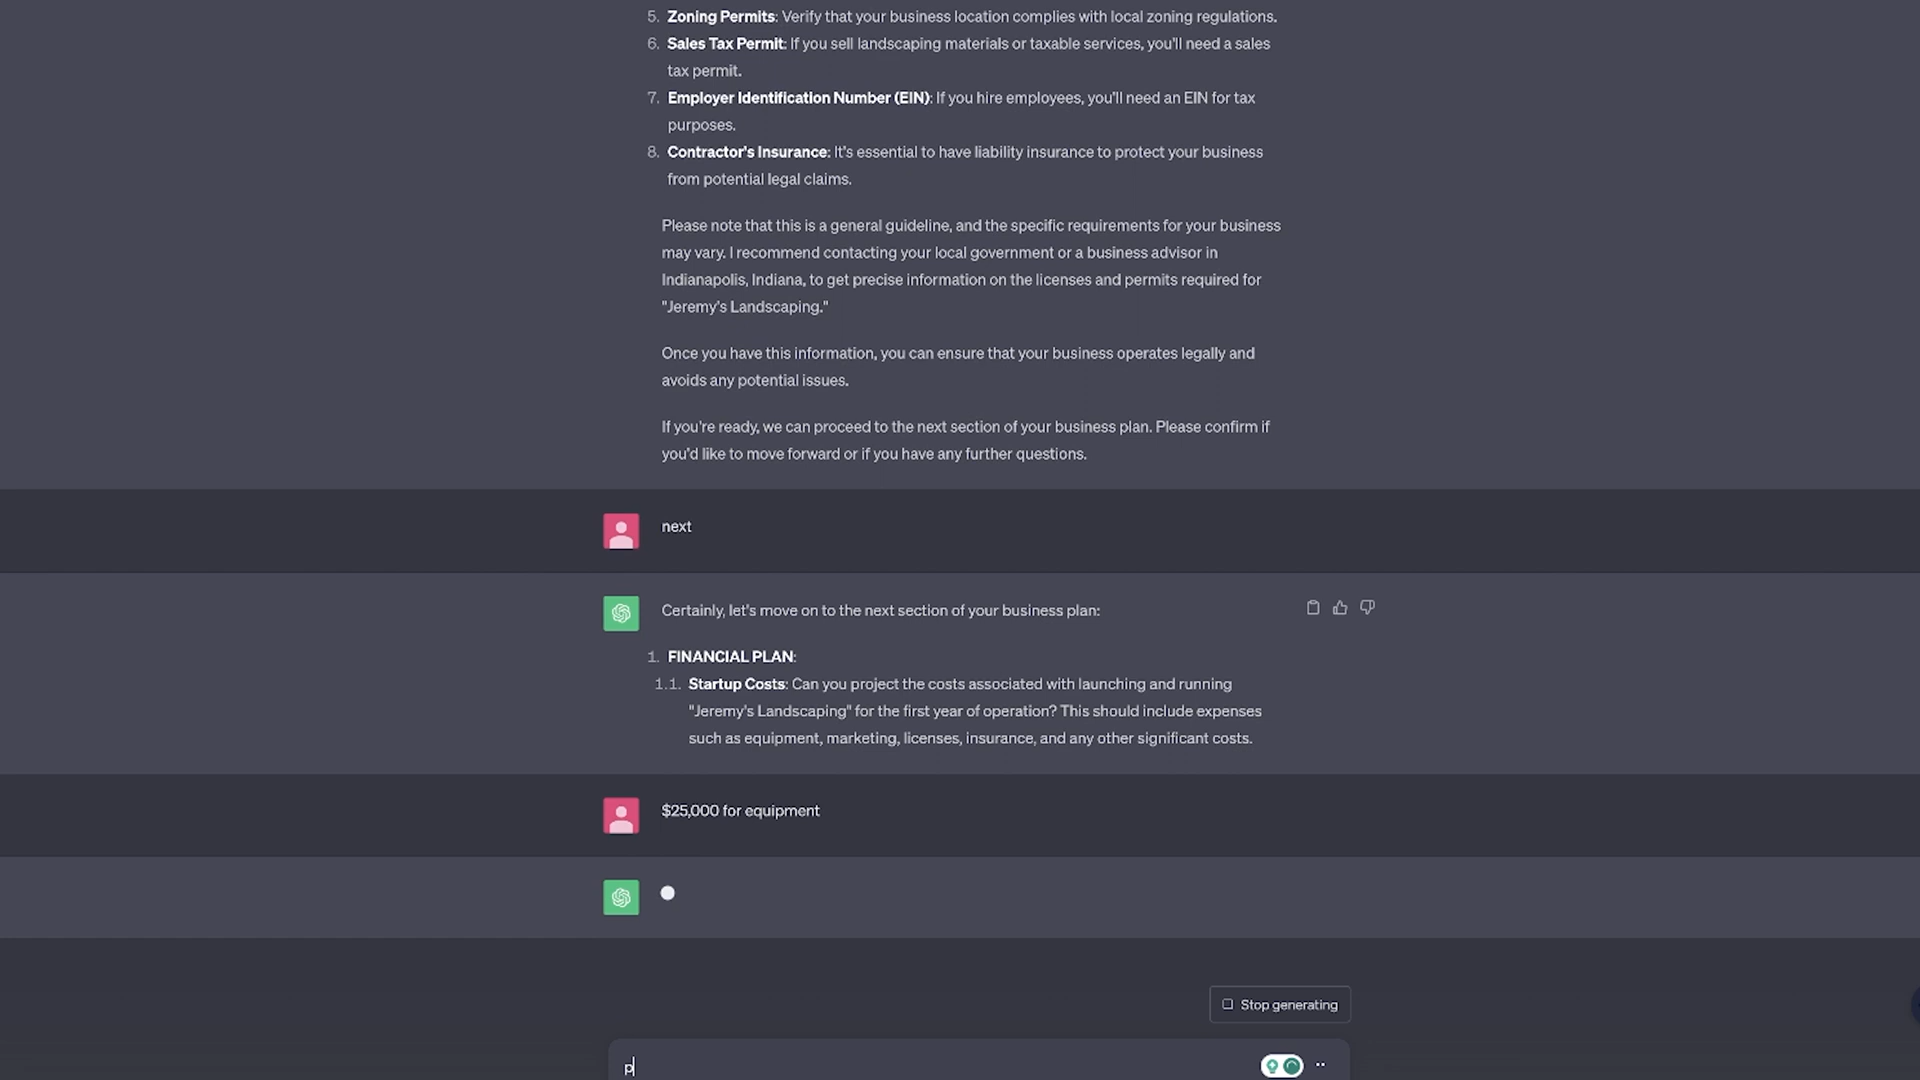 5. Zoning Permits: Verify that your business location complies with local zoning regulations.
6. Sales Tax Permit: If you sell landscaping materials or taxable services, you'll need a sales
tax permit.
7. Employer Identification Number (EIN): If you hire employees, you'll need an EIN for tax
purposes.
8. Contractor's Insurance: It's essential to have liability insurance to protect your business
from potential legal claims.
Please note that this is a general guideline, and the specific requirements for your business
may vary. I recommend contacting your local government or a business advisor in
Indianapolis, Indiana, to get precise information on the licenses and permits required for
"Jeremy's Landscaping."
Once you have this information, you can ensure that your business operates legally and
avoids any potential issues.
If you're ready, we can proceed to the next section of your business plan. Please confirm if
you'd like to move forward or if you have any further questions.
next
Certainly, let's move on to the next section of your business plan:
1. FINANCIAL PLAN:
1.1. Startup Costs: Can you project the costs associated with launching and running
"Jeremy's Landscaping" for the first year of operation? This should include expenses
such as equipment, marketing, licenses, insurance, and any other significant costs.
$25,000 for equipment
Stop generating
p